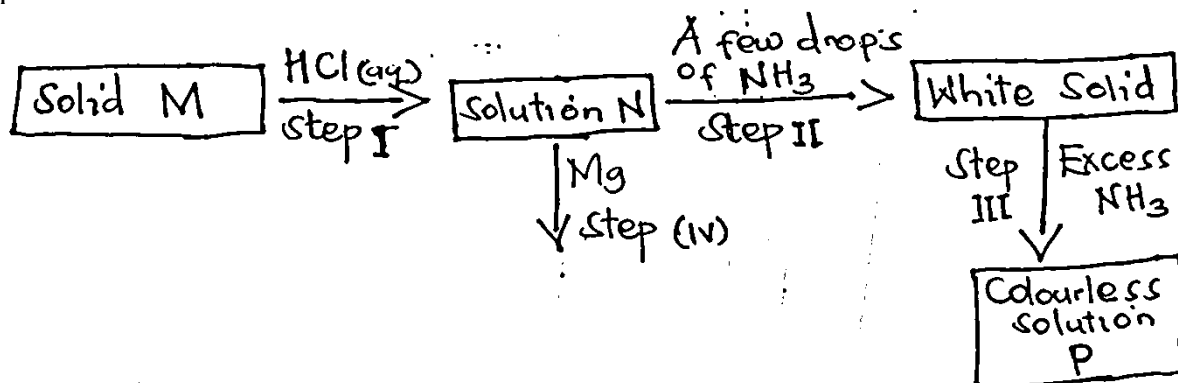 Solid M
HCl(aq)
Step I
Solution N
A few drops
of NH3
Step II
White Solid
Mg
Step (IV)
Step
III
Excess
NH3
Colourless
solution
P